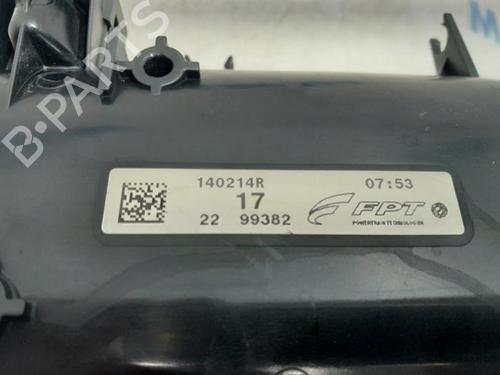 B-PARTS
140214R 07:53
17
22 99382
FPT
POWERTRAIN TECHNOLOGIES